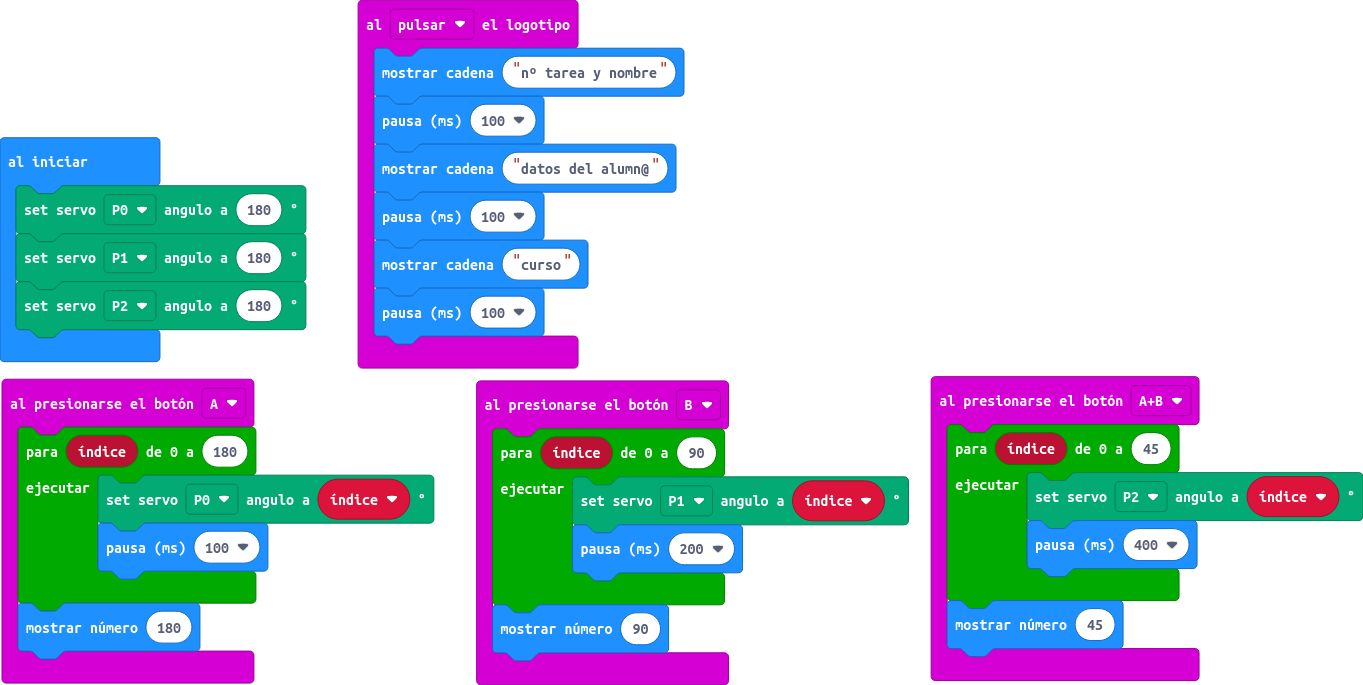 al pulsar el logotipo
mostrar cadena "nº tarea y nombre"
pausa (ms) 100
mostrar cadena "datos del alumn@"
pausa (ms) 100
mostrar cadena "curso"
pausa (ms) 100
al iniciar
set servo P0 angulo a 180 °
set servo P1 angulo a 180 °
set servo P2 angulo a 180 °
al presionarse el botón A
para índice de 0 a 180
ejecutar set servo P0 angulo a índice °
pausa (ms) 100
mostrar número 180
al presionarse el botón B
para índice de 0 a 90
ejecutar set servo P1 angulo a índice °
pausa (ms) 200
mostrar número 90
al presionarse el botón A+B
para índice de 0 a 45
ejecutar set servo P2 angulo a índice °
pausa (ms) 400
mostrar número 45